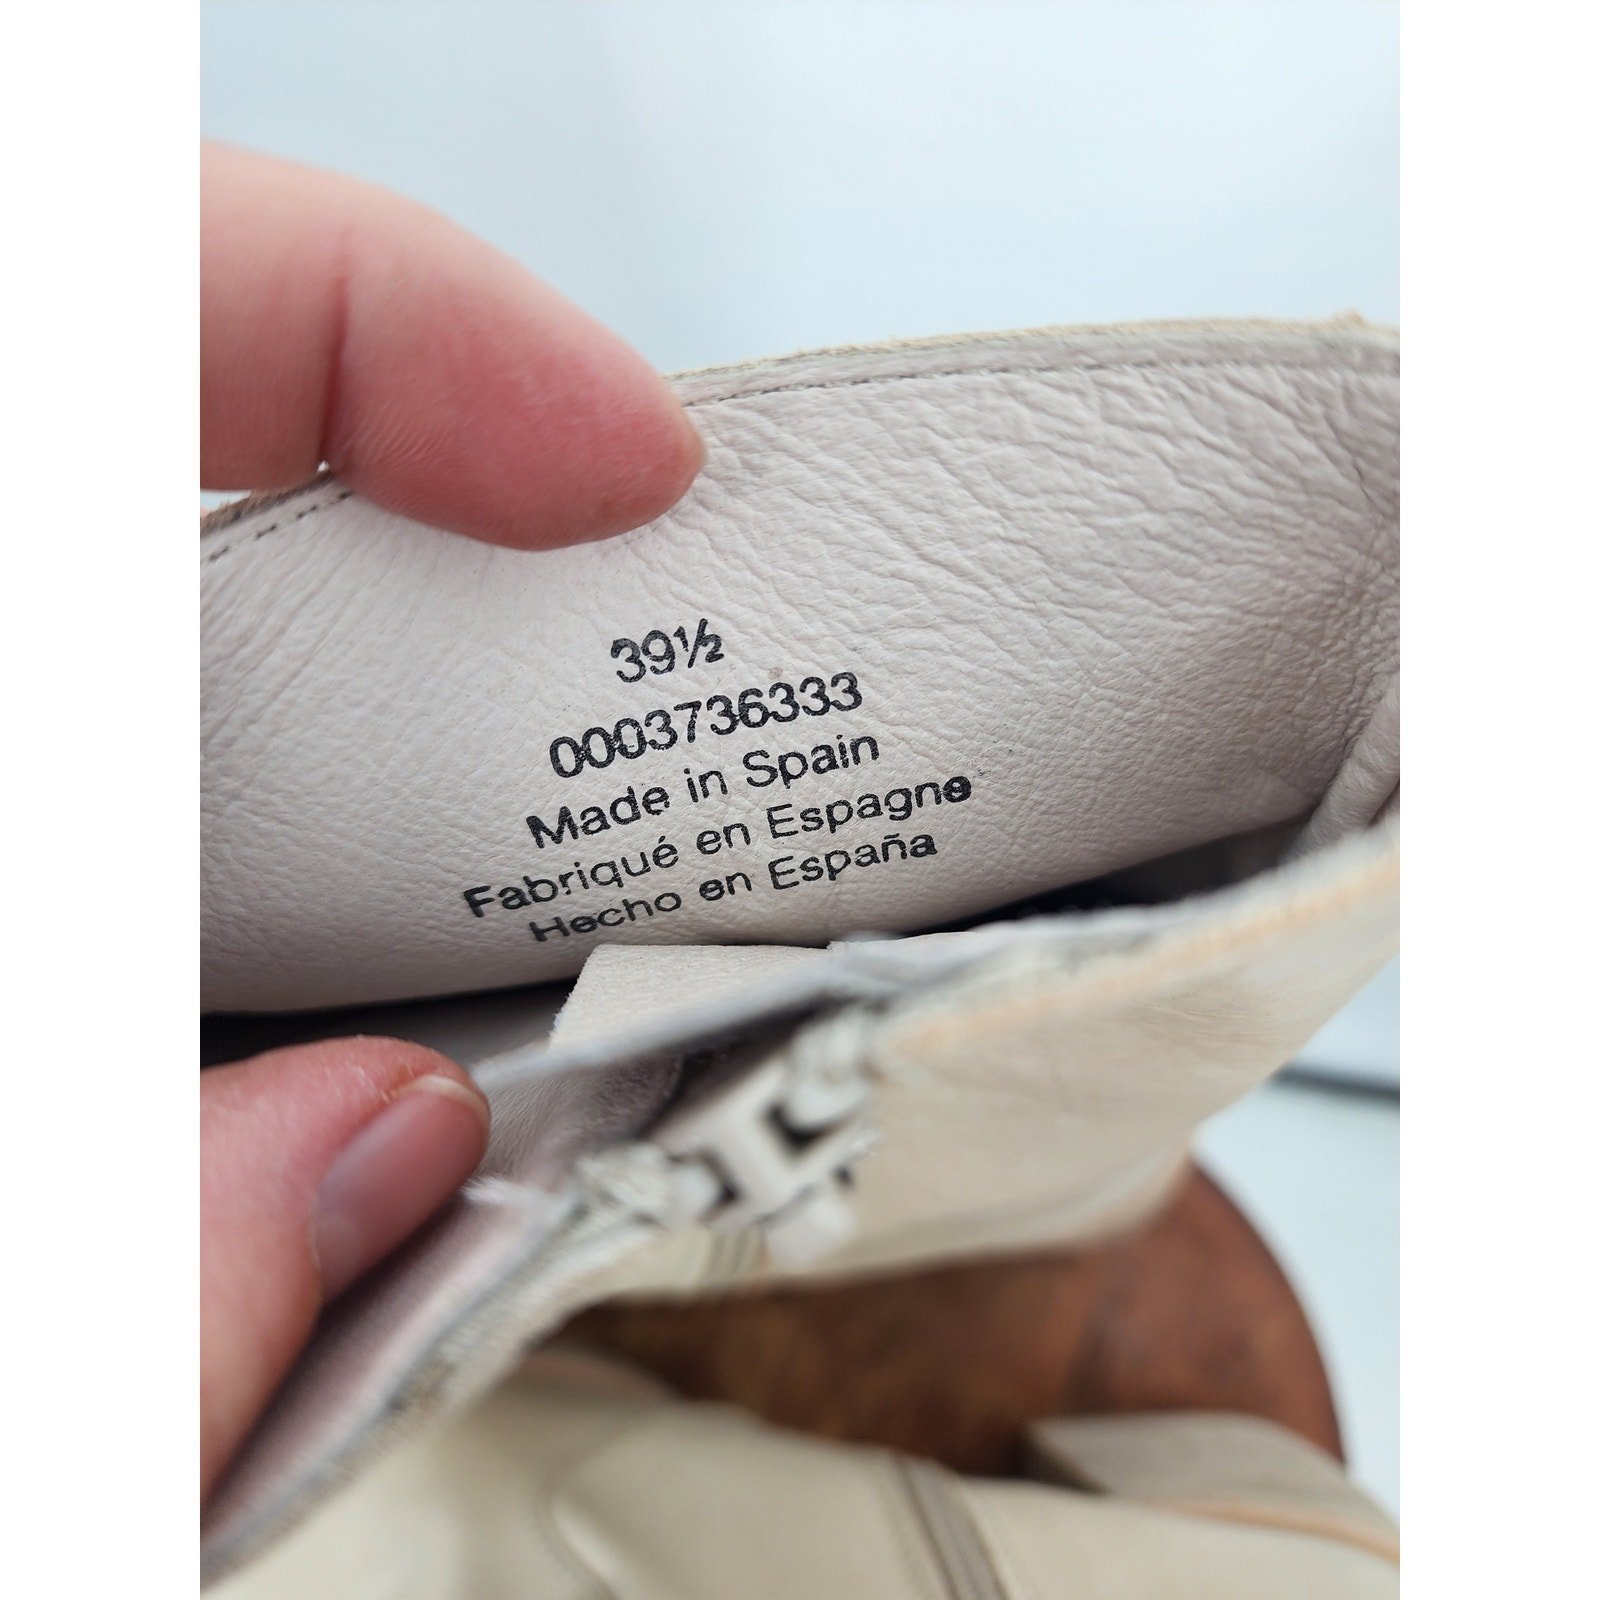 39½
0003736333
Made in Spain
Fabriqué en Espagne
Hecho en España